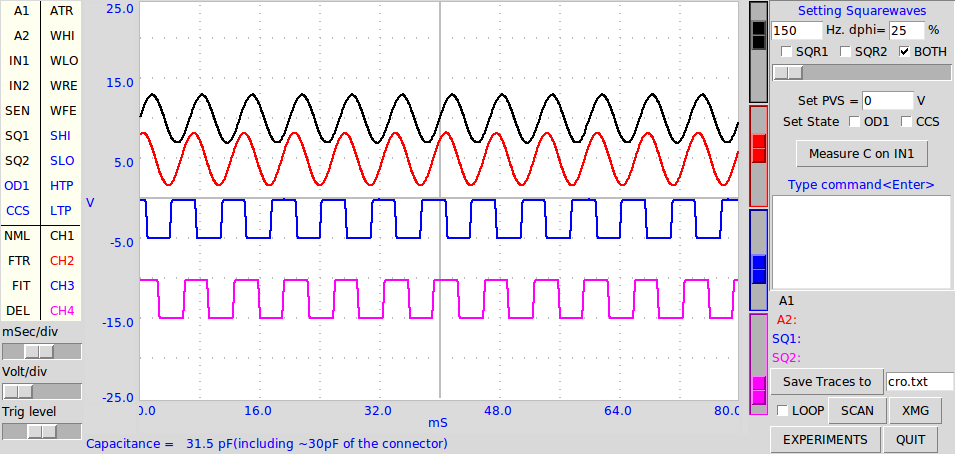 A1 ATR
A2 WHI
IN1 WLO
IN2 WRE
SEN WFE
SQ1 SHI
SQ2 SLO
OD1 HTP
CCS LTP
NML CH1
FTR CH2
FIT CH3
DEL CH4
mSec/div
Volt/div
Trig level
25.0
15.0
5.0
V
-5.0
-15.0
-25.0
0.0 16.0 32.0 48.0 64.0 80.0
mS
Capacitance = 31.5 pF(including ~30pF of the connector)
Setting Squarewaves
150 Hz. dphi= 25 %
SQR1 SQR2 BOTH
Set PVS = 0 V
Set State OD1 CCS
Measure C on IN1
Type command<Enter>
A1
A2:
SQ1:
SQ2:
Save Traces to cro.txt
LOOP SCAN XMG
EXPERIMENTS QUIT